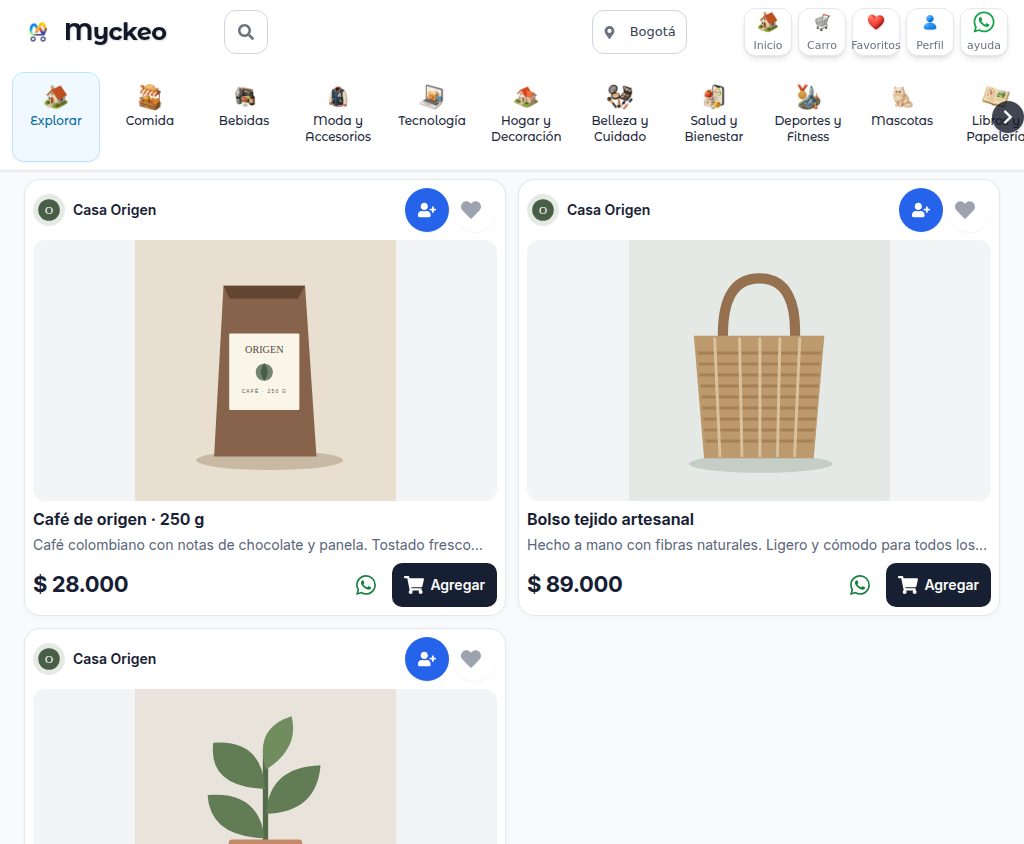 Myckeo
Bogotá
Inicio
Carro
Favoritos
Perfil
ayuda
Explorar
Comida
Bebidas
Moda y
Accesorios
Tecnología
Hogar y
Decoración
Belleza y
Cuidado
Salud y
Bienestar
Deportes y
Fitness
Mascotas
Libros y
Papelería
O
Casa Origen
ORIGEN
CAFÉ · 250 G
Café de origen · 250 g
Café colombiano con notas de chocolate y panela. Tostado fresco...
$ 28.000
Agregar
O
Casa Origen
Bolso tejido artesanal
Hecho a mano con fibras naturales. Ligero y cómodo para todos los...
$ 89.000
Agregar
O
Casa Origen